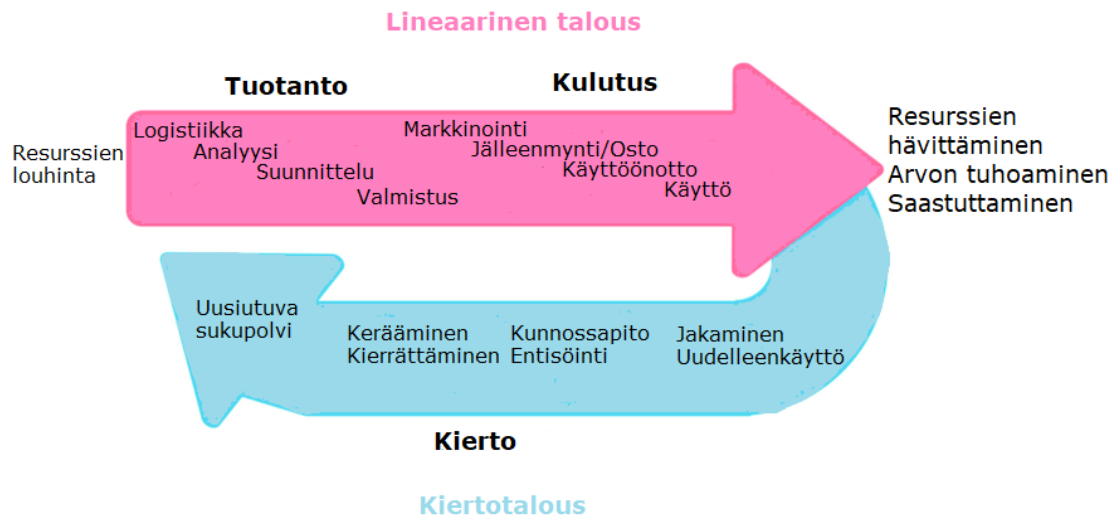 Lineaarinen talous
Tuotanto
Kulutus
Resurssien
louhinta
Logistiikka
Analyysi
Suunnittelu
Valmistus
Markkinointi
Jälleenmynti/Osto
Käyttöönotto
Käyttö
Resurssien
hävittäminen
Arvon tuhoaminen
Saastuttaminen
Uusiutuva
sukupolvi
Kerääminen
Kierrättäminen
Kunnossapito
Entisöinti
Jakaminen
Uudelleenkäyttö
Kierto
Kiertotalous